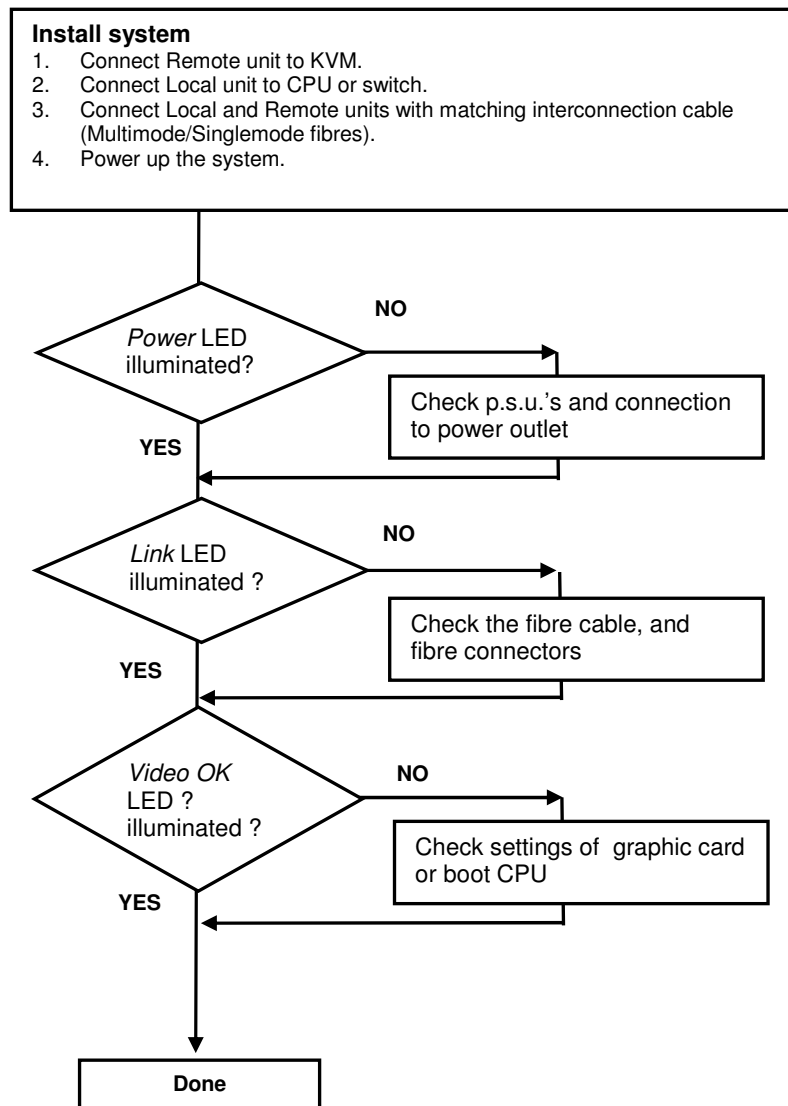 Install system
1. Connect Remote unit to KVM.
2. Connect Local unit to CPU or switch.
3. Connect Local and Remote units with matching interconnection cable
(Multimode/Singlemode fibres).
4. Power up the system.
NO
Power LED
illuminated?
Check p.s.u.'s and connection
to power outlet
YES
NO
Link LED
illuminated ?
Check the fibre cable, and
fibre connectors
YES
Video OK
LED ?
illuminated ?
NO
Check settings of graphic card
or boot CPU
YES
Done